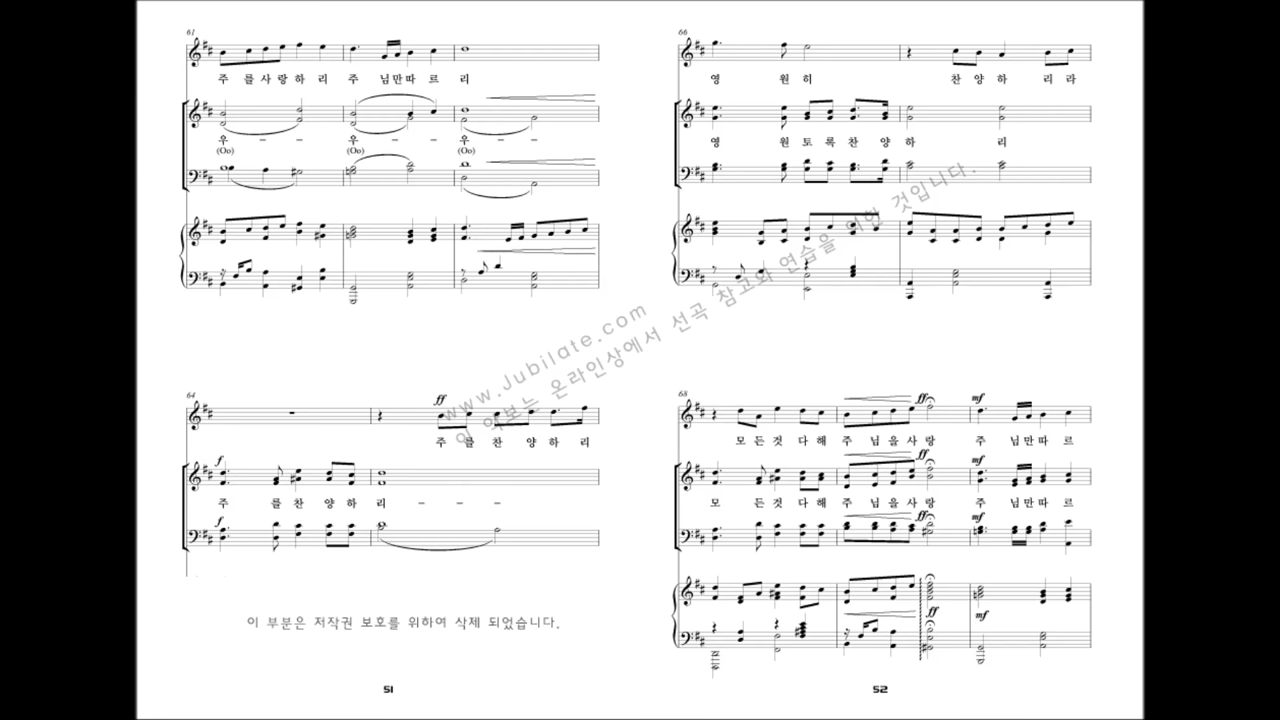 61
주 를 사 랑 하 리 주 님 만 따 르 리
우 - - 우 - - 우 - -
(Oo) (Oo) (Oo)
64
ff
주 를 찬 양 하 리
f
주 를 찬 양 하 리 - - -
f
이 부분은 저작권 보호를 위하여 삭제 되었습니다.
51
66
영 원 히 찬 양 하 리 라
영 원 토 록 찬 양 하 리
68
ff mf
모 든 것 다 해 주 님 을 사 랑 주 님 만 따 르
ff mf
모 든 것 다 해 주 님 을 사 랑 주 님 만 따 르
ff mf
ff mf
52
www.Jubilate.com
이 악보는 온라인상에서 선곡 참고와 연습을 위한 것입니다.